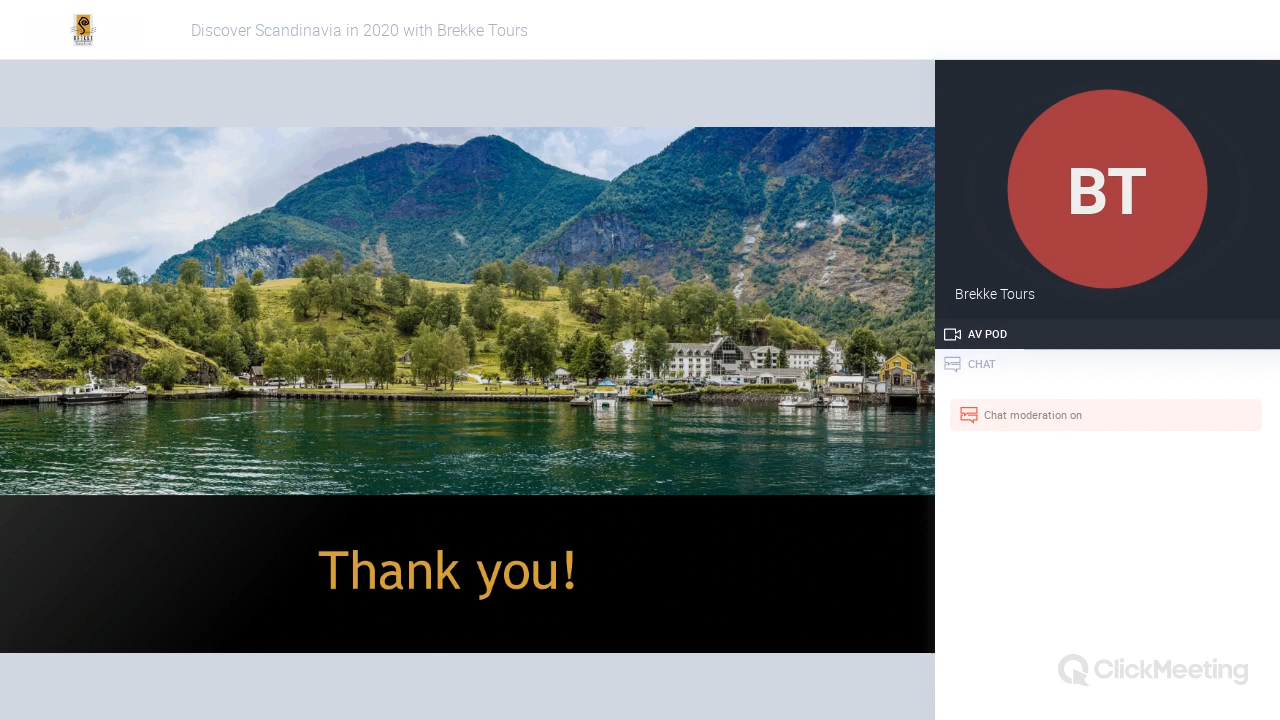 BREKKE
Discover Scandinavia in 2020 with Brekke Tours
Thank you!
BT
Brekke Tours
AV POD
CHAT
Chat moderation on
ClickMeeting